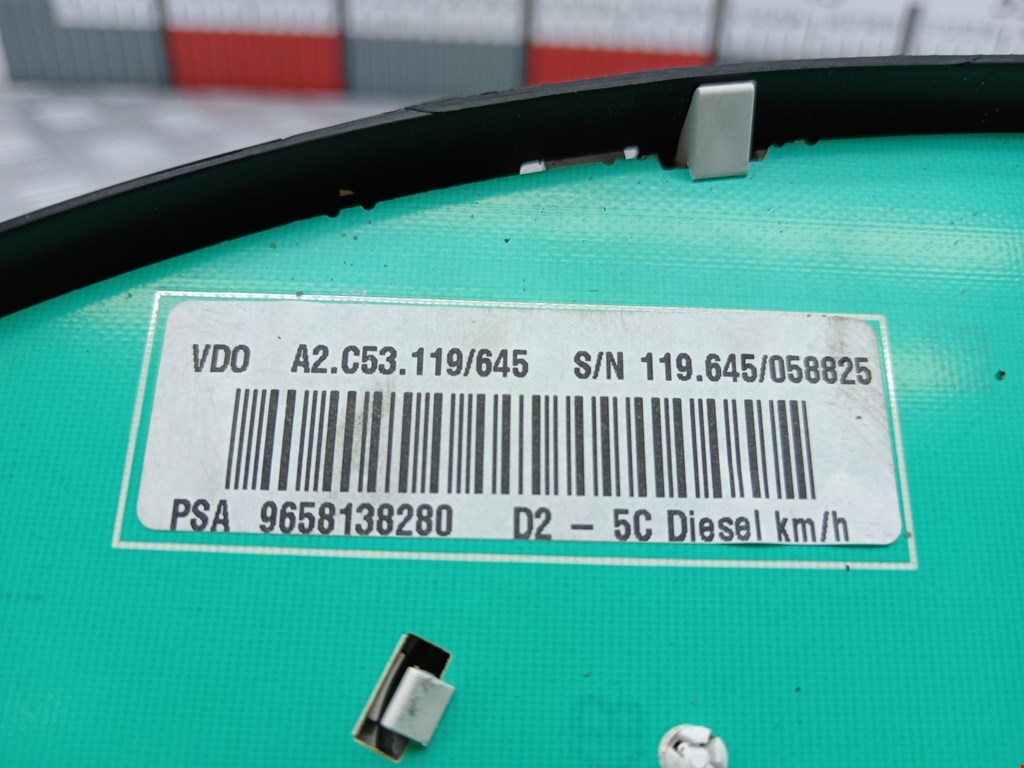 VDO A2.C53.119/645 S/N 119.645/058825
PSA 9658138280 D2 - 5C Diesel km/h